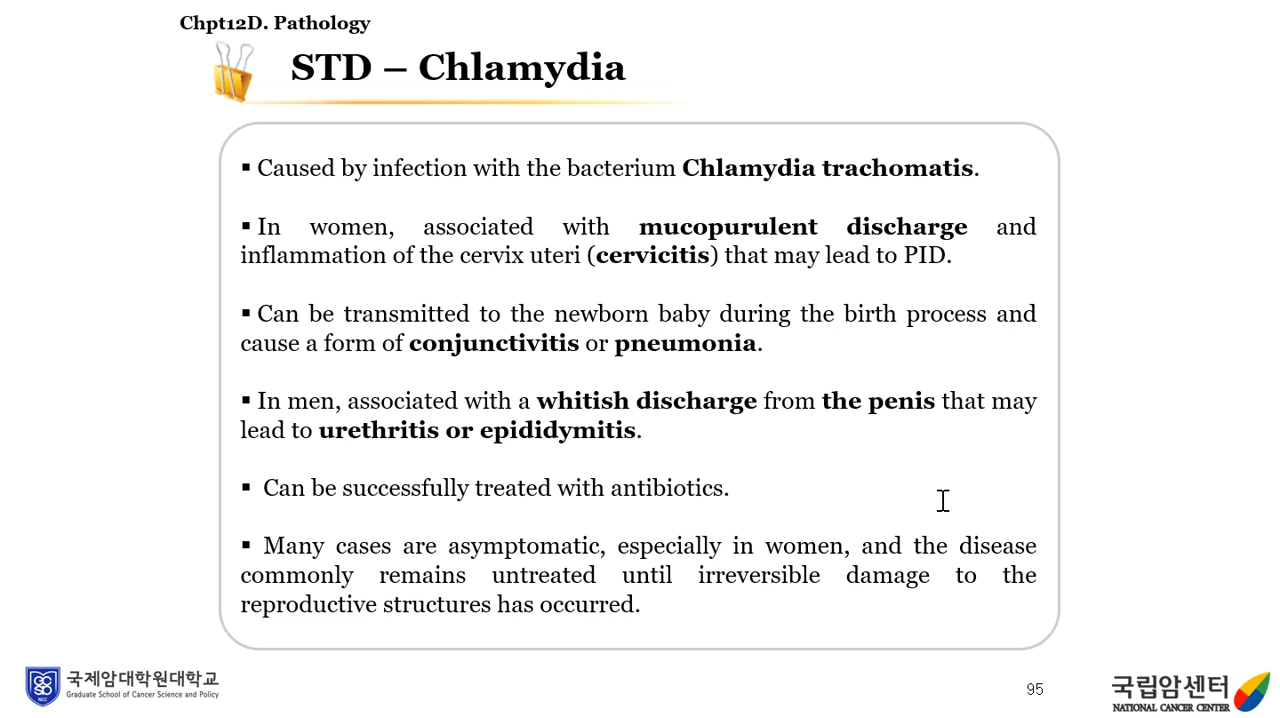 Chpt12D. Pathology
STD – Chlamydia
▪ Caused by infection with the bacterium Chlamydia trachomatis.
▪ In women, associated with mucopurulent discharge and
inflammation of the cervix uteri (cervicitis) that may lead to PID.
▪ Can be transmitted to the newborn baby during the birth process and
cause a form of conjunctivitis or pneumonia.
▪ In men, associated with a whitish discharge from the penis that may
lead to urethritis or epididymitis.
▪ Can be successfully treated with antibiotics.
▪ Many cases are asymptomatic, especially in women, and the disease
commonly remains untreated until irreversible damage to the
reproductive structures has occurred.
NCC
국제암대학원대학교
Graduate School of Cancer Science and Policy
95
국립암센터
NATIONAL CANCER CENTER